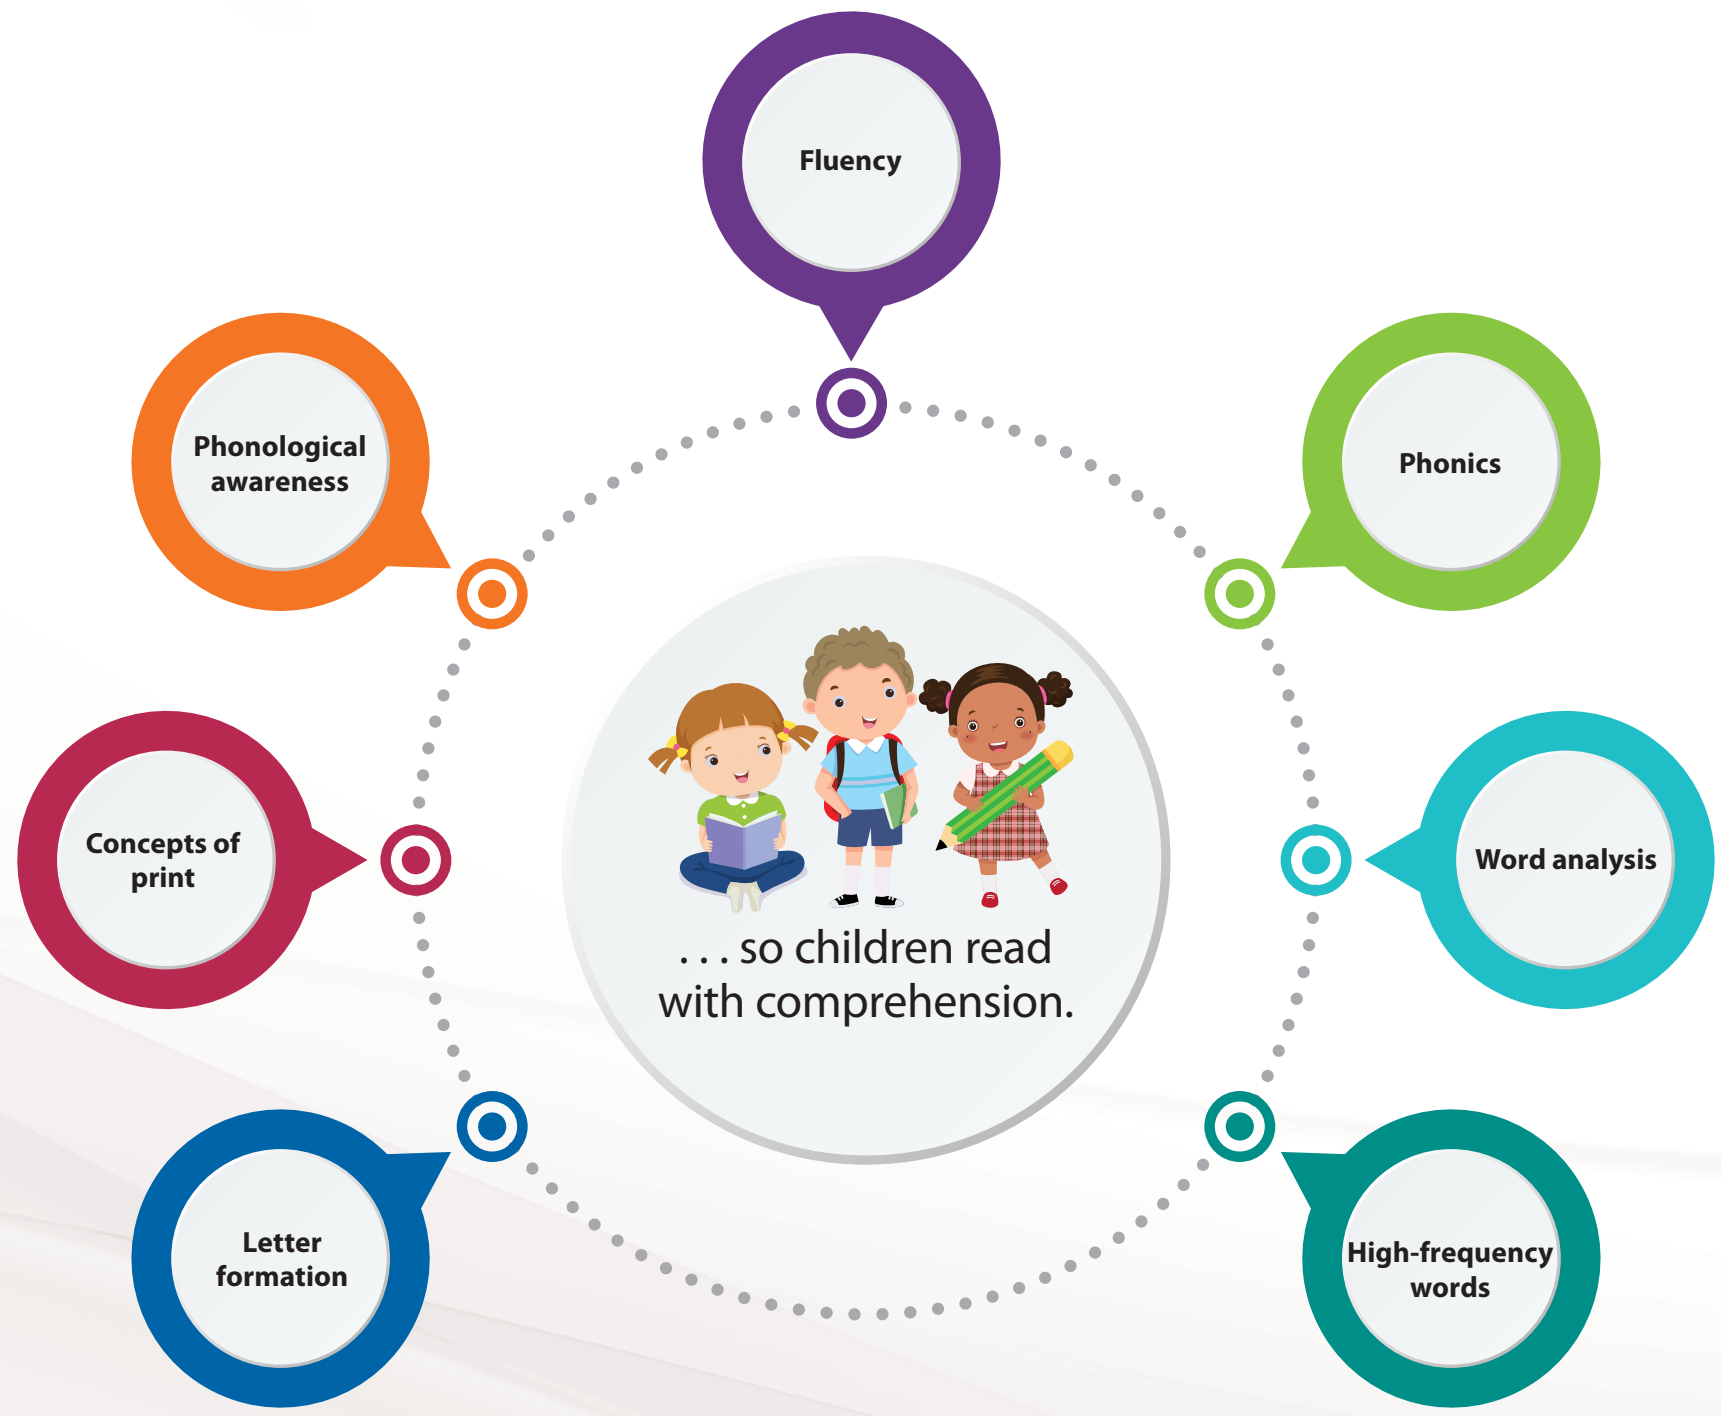 Fluency
Phonological
awareness
Phonics
Concepts of
print
Word analysis
. . . so children read
with comprehension.
Letter
formation
High-frequency
words